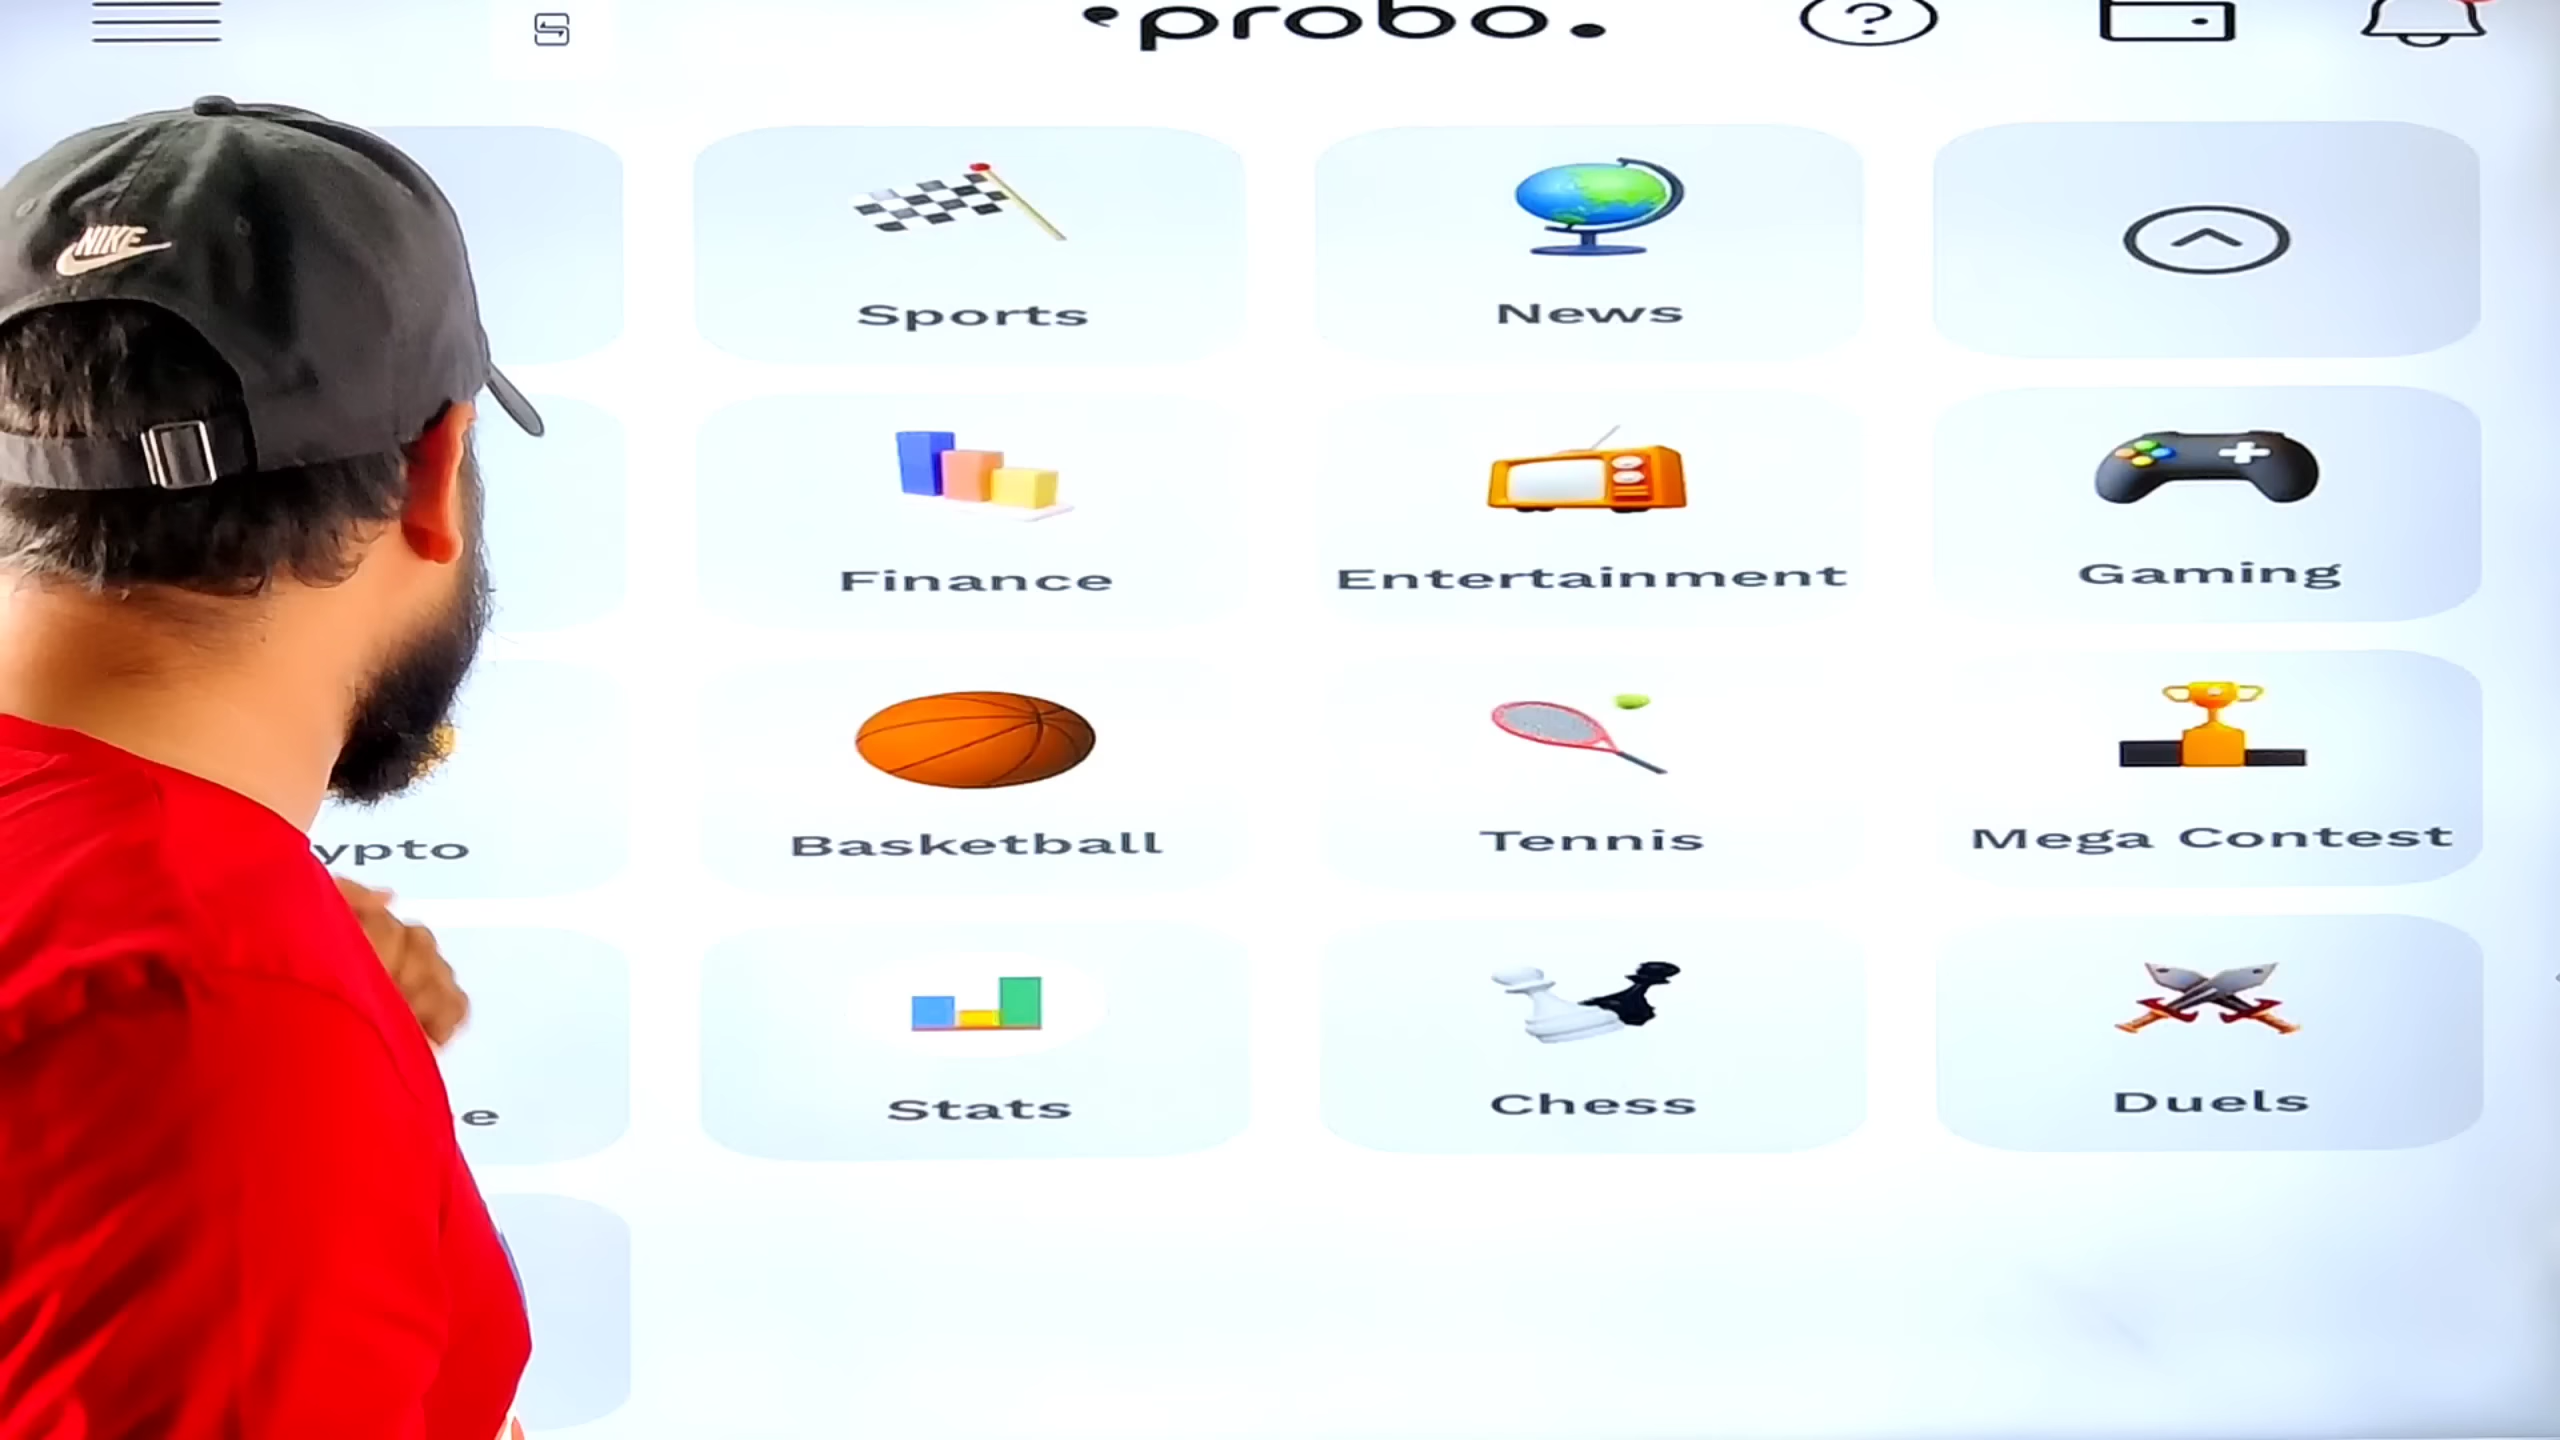 probo.
NIKE
Sports
News
Finance
Entertainment
Gaming
ypto
Basketball
Tennis
Mega Contest
e
Stats
Chess
Duels